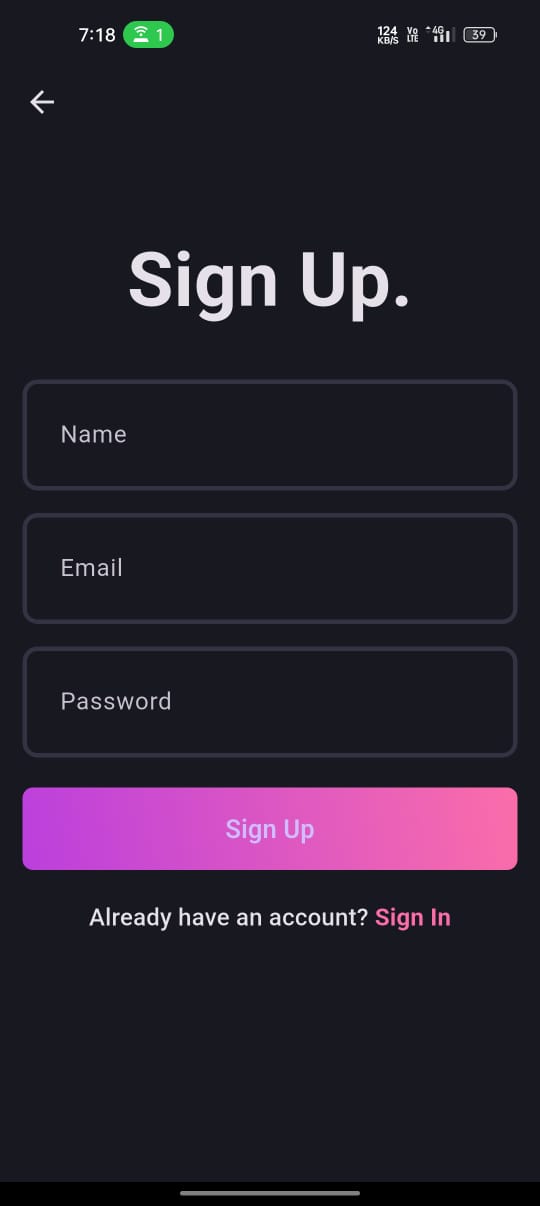 7:18 1 124 KB/S Vo LTE 4G 39
Sign Up.
Name
Email
Password
Sign Up
Already have an account? Sign In